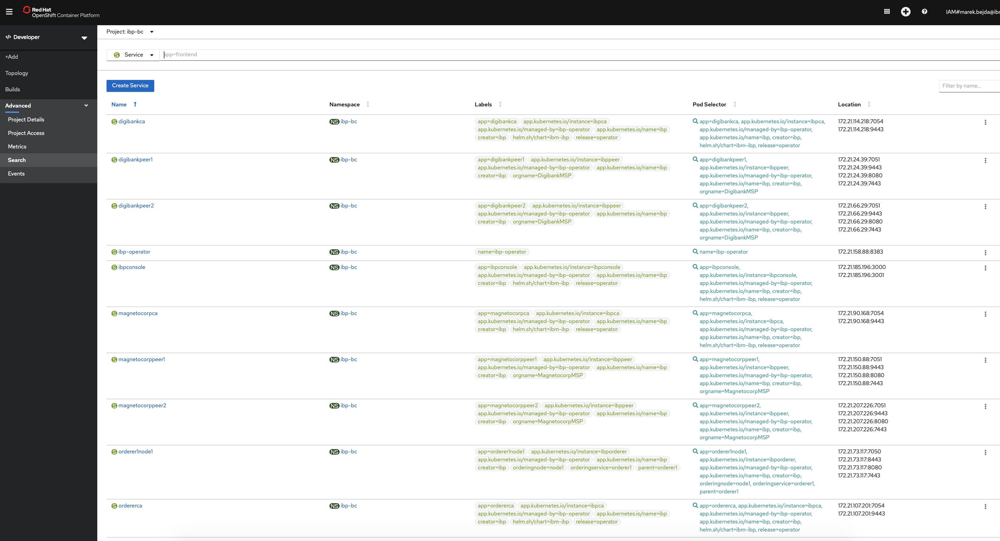 Red Hat
OpenShift Container Platform
IAM#marek.bejda@ib
Developer
+Add
Topology
Builds
Advanced
Project Details
Project Access
Metrics
Search
Events
Project: ibp-bc
S Service app=frontend
Create Service
Filter by name...
Name Namespace Labels Pod Selector Location
S digibankca NS ibp-bc app=digibankca app.kubernetes.io/instance=ibpca app=digibankca, app.kubernetes.io/instance=ibpca, 172.21.114.218:7054
app.kubernetes.io/managed-by=ibp-operator app.kubernetes.io/name=ibp app.kubernetes.io/managed-by=ibp-operator, 172.21.114.218:9443
creator=ibp helm.sh/chart=ibm-ibp release=operator app.kubernetes.io/name=ibp, creator=ibp,
helm.sh/chart=ibm-ibp, release=operator
S digibankpeer1 NS ibp-bc app=digibankpeer1 app.kubernetes.io/instance=ibppeer app=digibankpeer1, 172.21.24.39:7051
app.kubernetes.io/managed-by=ibp-operator app.kubernetes.io/name=ibp app.kubernetes.io/instance=ibppeer, 172.21.24.39:9443
creator=ibp orgname=DigibankMSP app.kubernetes.io/managed-by=ibp-operator, 172.21.24.39:8080
app.kubernetes.io/name=ibp, creator=ibp, 172.21.24.39:7443
orgname=DigibankMSP
S digibankpeer2 NS ibp-bc app=digibankpeer2 app.kubernetes.io/instance=ibppeer app=digibankpeer2, 172.21.66.29:7051
app.kubernetes.io/managed-by=ibp-operator app.kubernetes.io/name=ibp app.kubernetes.io/instance=ibppeer, 172.21.66.29:9443
creator=ibp orgname=DigibankMSP app.kubernetes.io/managed-by=ibp-operator, 172.21.66.29:8080
app.kubernetes.io/name=ibp, creator=ibp, 172.21.66.29:7443
orgname=DigibankMSP
S ibp-operator NS ibp-bc name=ibp-operator name=ibp-operator 172.21.158.88:8383
S ibpconsole NS ibp-bc app=ibpconsole app.kubernetes.io/instance=ibpconsole app=ibpconsole, 172.21.185.196:3000
app.kubernetes.io/managed-by=ibp-operator app.kubernetes.io/name=ibp app.kubernetes.io/instance=ibpconsole, 172.21.185.196:3001
creator=ibp helm.sh/chart=ibm-ibp release=operator app.kubernetes.io/managed-by=ibp-operator,
app.kubernetes.io/name=ibp, creator=ibp,
helm.sh/chart=ibm-ibp, release=operator
S magnetocorpca NS ibp-bc app=magnetocorpca app.kubernetes.io/instance=ibpca app=magnetocorpca, 172.21.90.168:7054
app.kubernetes.io/managed-by=ibp-operator app.kubernetes.io/name=ibp app.kubernetes.io/instance=ibpca, 172.21.90.168:9443
creator=ibp helm.sh/chart=ibm-ibp release=operator app.kubernetes.io/managed-by=ibp-operator,
app.kubernetes.io/name=ibp, creator=ibp,
helm.sh/chart=ibm-ibp, release=operator
S magnetocorppeer1 NS ibp-bc app=magnetocorppeer1 app.kubernetes.io/instance=ibppeer app=magnetocorppeer1, 172.21.150.88:7051
app.kubernetes.io/managed-by=ibp-operator app.kubernetes.io/name=ibp app.kubernetes.io/instance=ibppeer, 172.21.150.88:9443
creator=ibp orgname=MagnetocorpMSP app.kubernetes.io/managed-by=ibp-operator, 172.21.150.88:8080
app.kubernetes.io/name=ibp, creator=ibp, 172.21.150.88:7443
orgname=MagnetocorpMSP
S magnetocorppeer2 NS ibp-bc app=magnetocorppeer2 app.kubernetes.io/instance=ibppeer app=magnetocorppeer2, 172.21.207.226:7051
app.kubernetes.io/managed-by=ibp-operator app.kubernetes.io/name=ibp app.kubernetes.io/instance=ibppeer, 172.21.207.226:9443
creator=ibp orgname=MagnetocorpMSP app.kubernetes.io/managed-by=ibp-operator, 172.21.207.226:8080
app.kubernetes.io/name=ibp, creator=ibp, 172.21.207.226:7443
orgname=MagnetocorpMSP
S orderer1node1 NS ibp-bc app=orderer1node1 app.kubernetes.io/instance=ibporderer app=orderer1node1, 172.21.73.117:7050
app.kubernetes.io/managed-by=ibp-operator app.kubernetes.io/name=ibp app.kubernetes.io/instance=ibporderer, 172.21.73.117:8443
creator=ibp orderingnode=node1 orderingservice=orderer1 parent=orderer1 app.kubernetes.io/managed-by=ibp-operator, 172.21.73.117:8080
app.kubernetes.io/name=ibp, creator=ibp, 172.21.73.117:7443
orderingnode=node1, orderingservice=orderer1,
parent=orderer1
S ordererca NS ibp-bc app=ordererca app.kubernetes.io/instance=ibpca app=ordererca, app.kubernetes.io/instance=ibpca, 172.21.107.201:7054
app.kubernetes.io/managed-by=ibp-operator app.kubernetes.io/name=ibp app.kubernetes.io/managed-by=ibp-operator, 172.21.107.201:9443
creator=ibp helm.sh/chart=ibm-ibp release=operator app.kubernetes.io/name=ibp, creator=ibp,
helm.sh/chart=ibm-ibp, release=operator